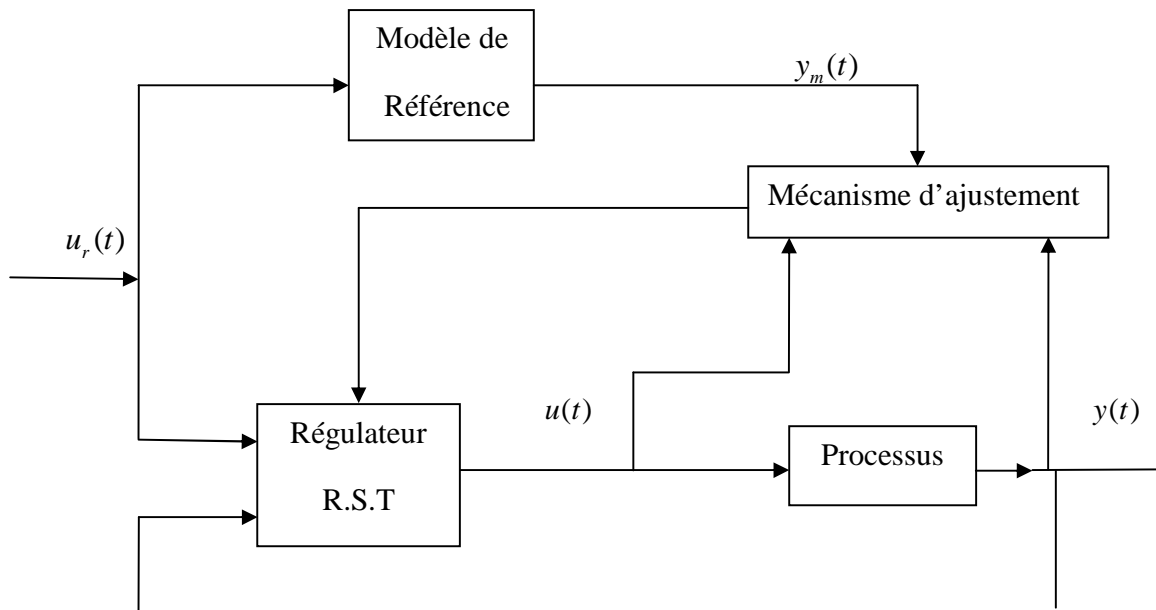 Modèle de
Référence
y_m(t)
Mécanisme d'ajustement
u_r(t)
Régulateur
R.S.T
u(t)
Processus
y(t)